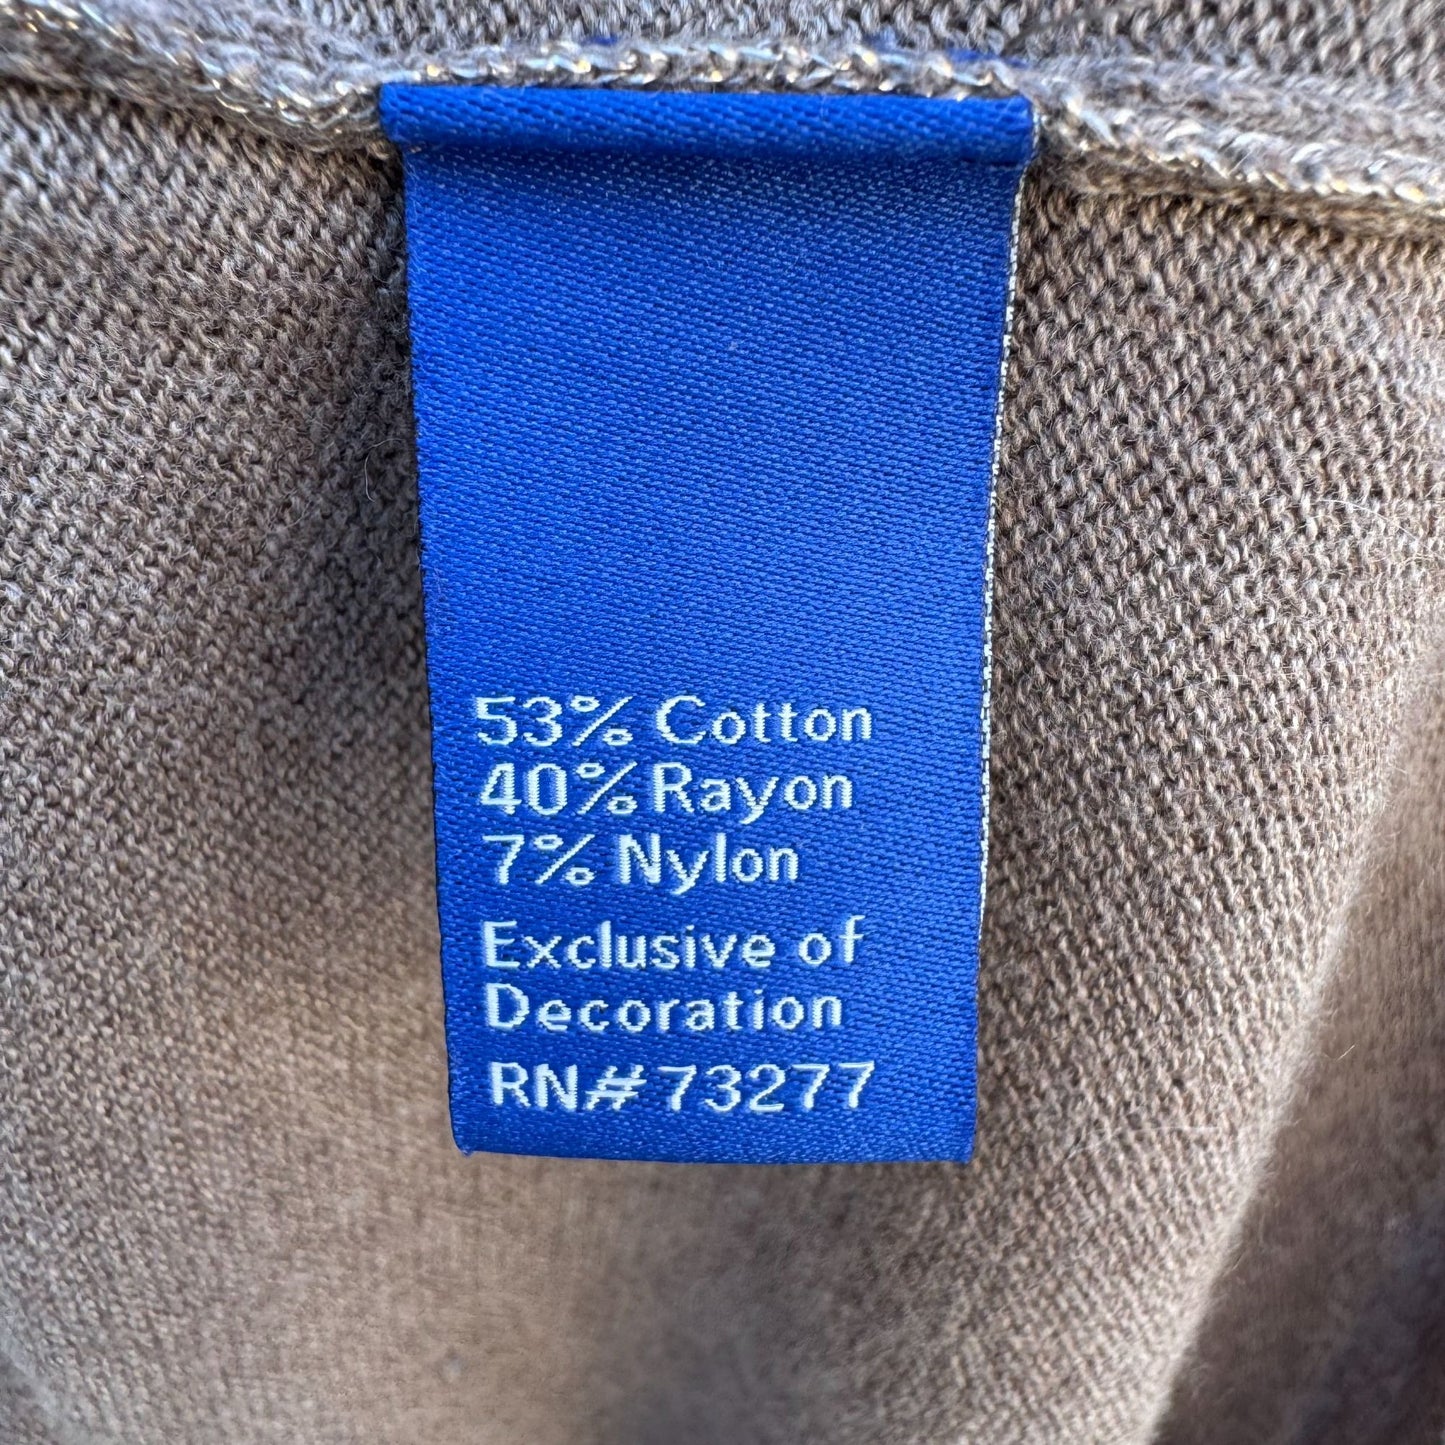 53% Cotton
40% Rayon
7% Nylon
Exclusive of
Decoration
RN# 73277